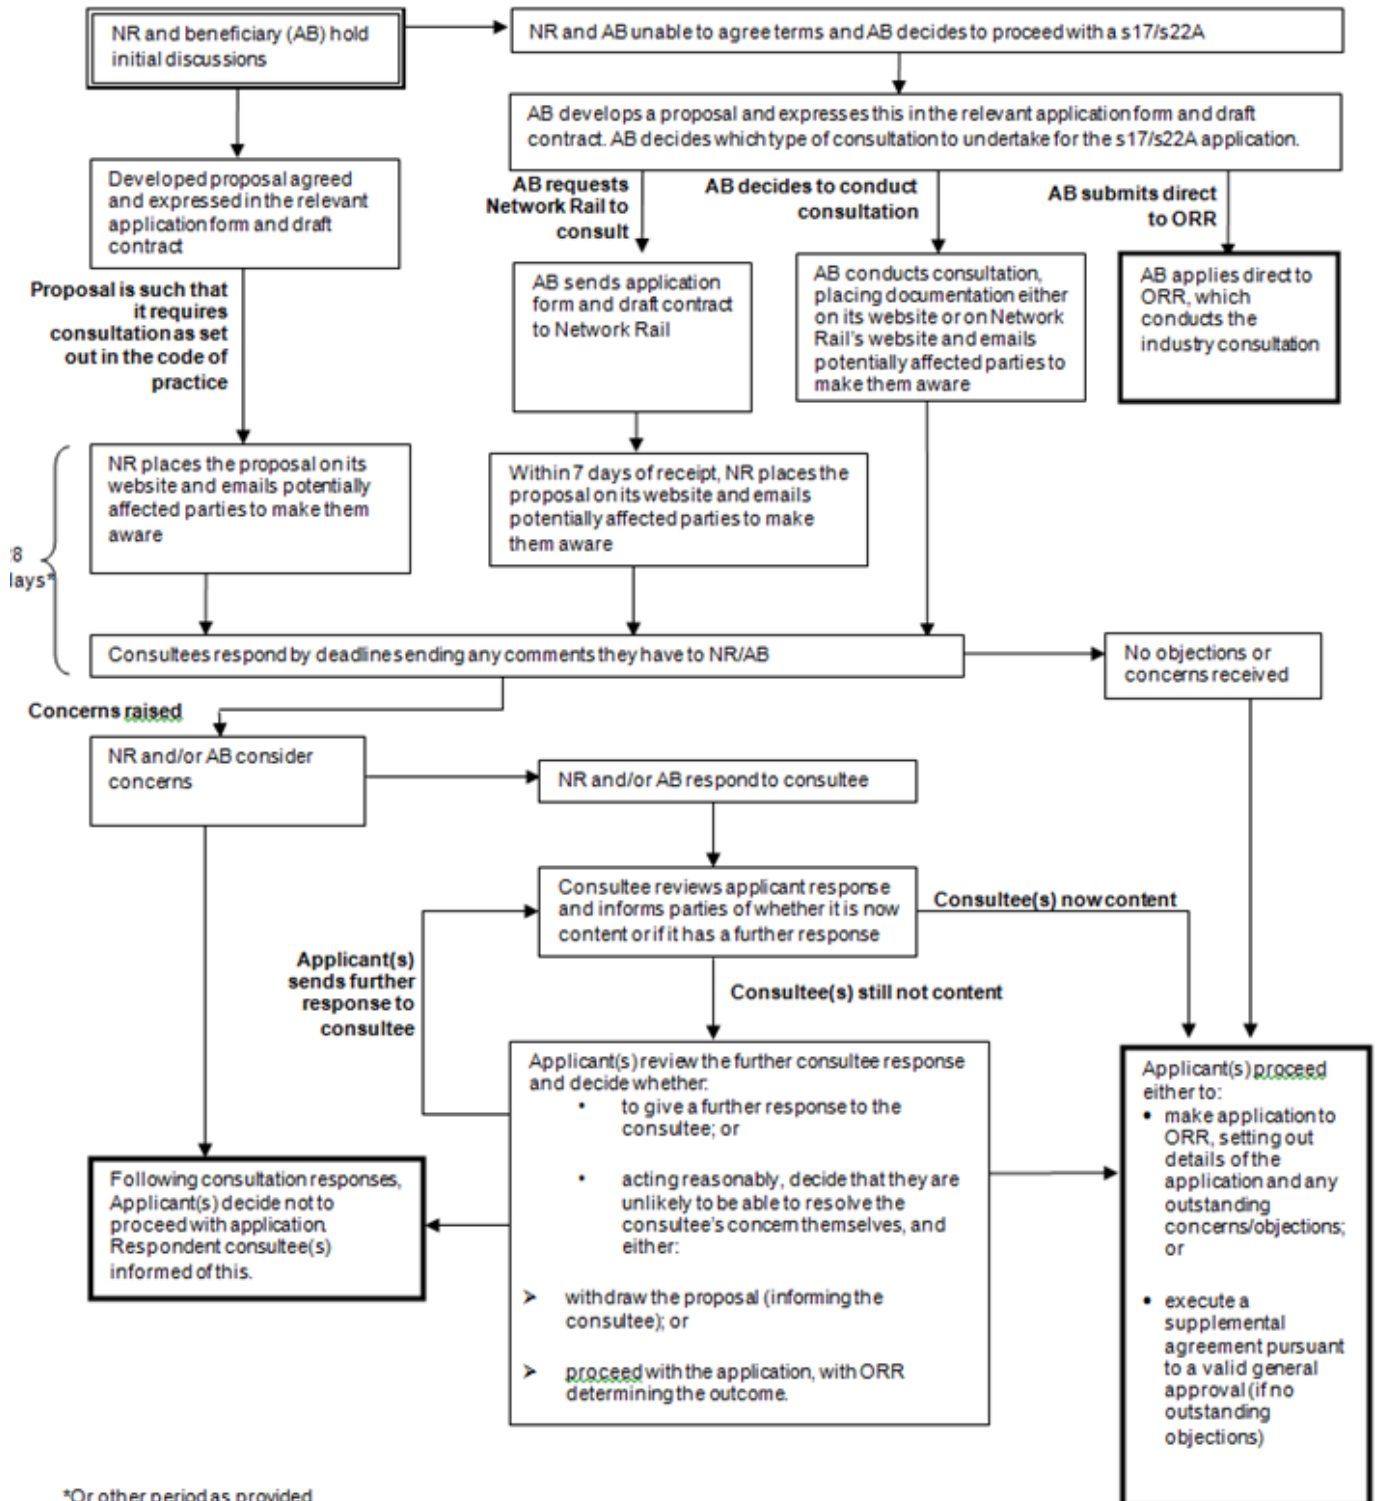 NR and beneficiary (AB) hold
initial discussions
NR and AB unable to agree terms and AB decides to proceed with a s17/s22A
AB develops a proposal and expresses this in the relevant application form and draft
contract. AB decides which type of consultation to undertake for the s17/s22A application.
Developed proposal agreed
and expressed in the relevant
application form and draft
contract
AB requests
Network Rail to
consult
AB decides to conduct
consultation
AB submits direct
to ORR
Proposal is such that
it requires
consultation as set
out in the code of
practice
AB sends application
form and draft contract
to Network Rail
AB conducts consultation,
placing documentation either
on its website or on Network
Rail's website and emails
potentially affected parties to
make them aware
AB applies direct to
ORR, which
conducts the
industry consultation
NR places the proposal on its
website and emails potentially
affected parties to make them
aware
Within 7 days of receipt, NR places the
proposal on its website and emails
potentially affected parties to make
them aware
8
days*
Consultees respond by deadline sending any comments they have to NR/AB
No objections or
concerns received
Concerns raised
NR and/or AB consider
concerns
NR and/or AB respond to consultee
Consultee reviews applicant response
and informs parties of whether it is now
content or if it has a further response
Consultee(s) now content
Applicant(s)
sends further
response to
consultee
Consultee(s) still not content
Applicant(s) review the further consultee response
and decide whether:
• to give a further response to the
consultee; or
• acting reasonably, decide that they are
unlikely to be able to resolve the
consultee's concern themselves, and
either:
➢ withdraw the proposal (informing the
consultee); or
➢ proceed with the application, with ORR
determining the outcome.
Following consultation responses,
Applicant(s) decide not to
proceed with application.
Respondent consultee(s)
informed of this.
Applicant(s) proceed
either to:
• make application to
ORR, setting out
details of the
application and any
outstanding
concerns/objections;
or
• execute a
supplemental
agreement pursuant
to a valid general
approval (if no
outstanding
objections)
*Or other period as provided